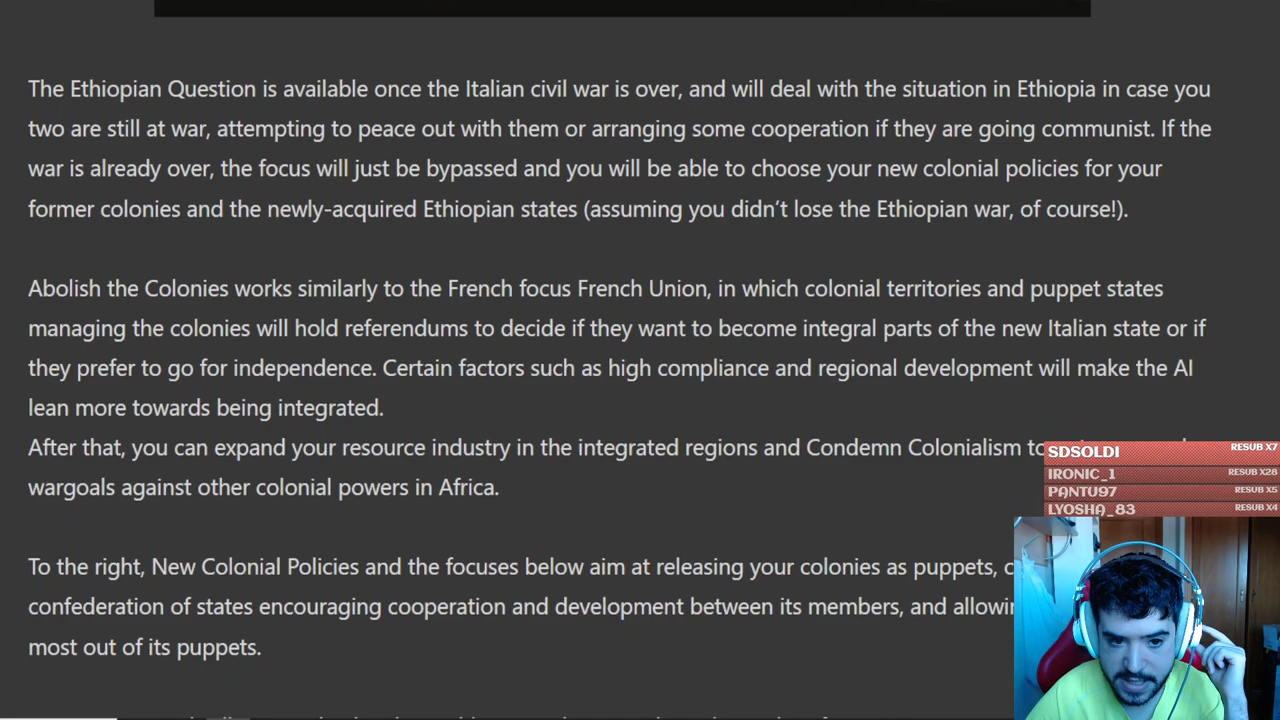 The Ethiopian Question is available once the Italian civil war is over, and will deal with the situation in Ethiopia in case you
two are still at war, attempting to peace out with them or arranging some cooperation if they are going communist. If the
war is already over, the focus will just be bypassed and you will be able to choose your new colonial policies for your
former colonies and the newly-acquired Ethiopian states (assuming you didn’t lose the Ethiopian war, of course!).
Abolish the Colonies works similarly to the French focus French Union, in which colonial territories and puppet states
managing the colonies will hold referendums to decide if they want to become integral parts of the new Italian state or if
they prefer to go for independence. Certain factors such as high compliance and regional development will make the AI
lean more towards being integrated.
After that, you can expand your resource industry in the integrated regions and Condemn Colonialism to
wargoals against other colonial powers in Africa.
To the right, New Colonial Policies and the focuses below aim at releasing your colonies as puppets,
confederation of states encouraging cooperation and development between its members, and
most out of its puppets.
SDSOLDI RESUB X7
IRONIC_1 RESUB X28
PANTU97 RESUB X5
LYOSHA_83 RESUB X4